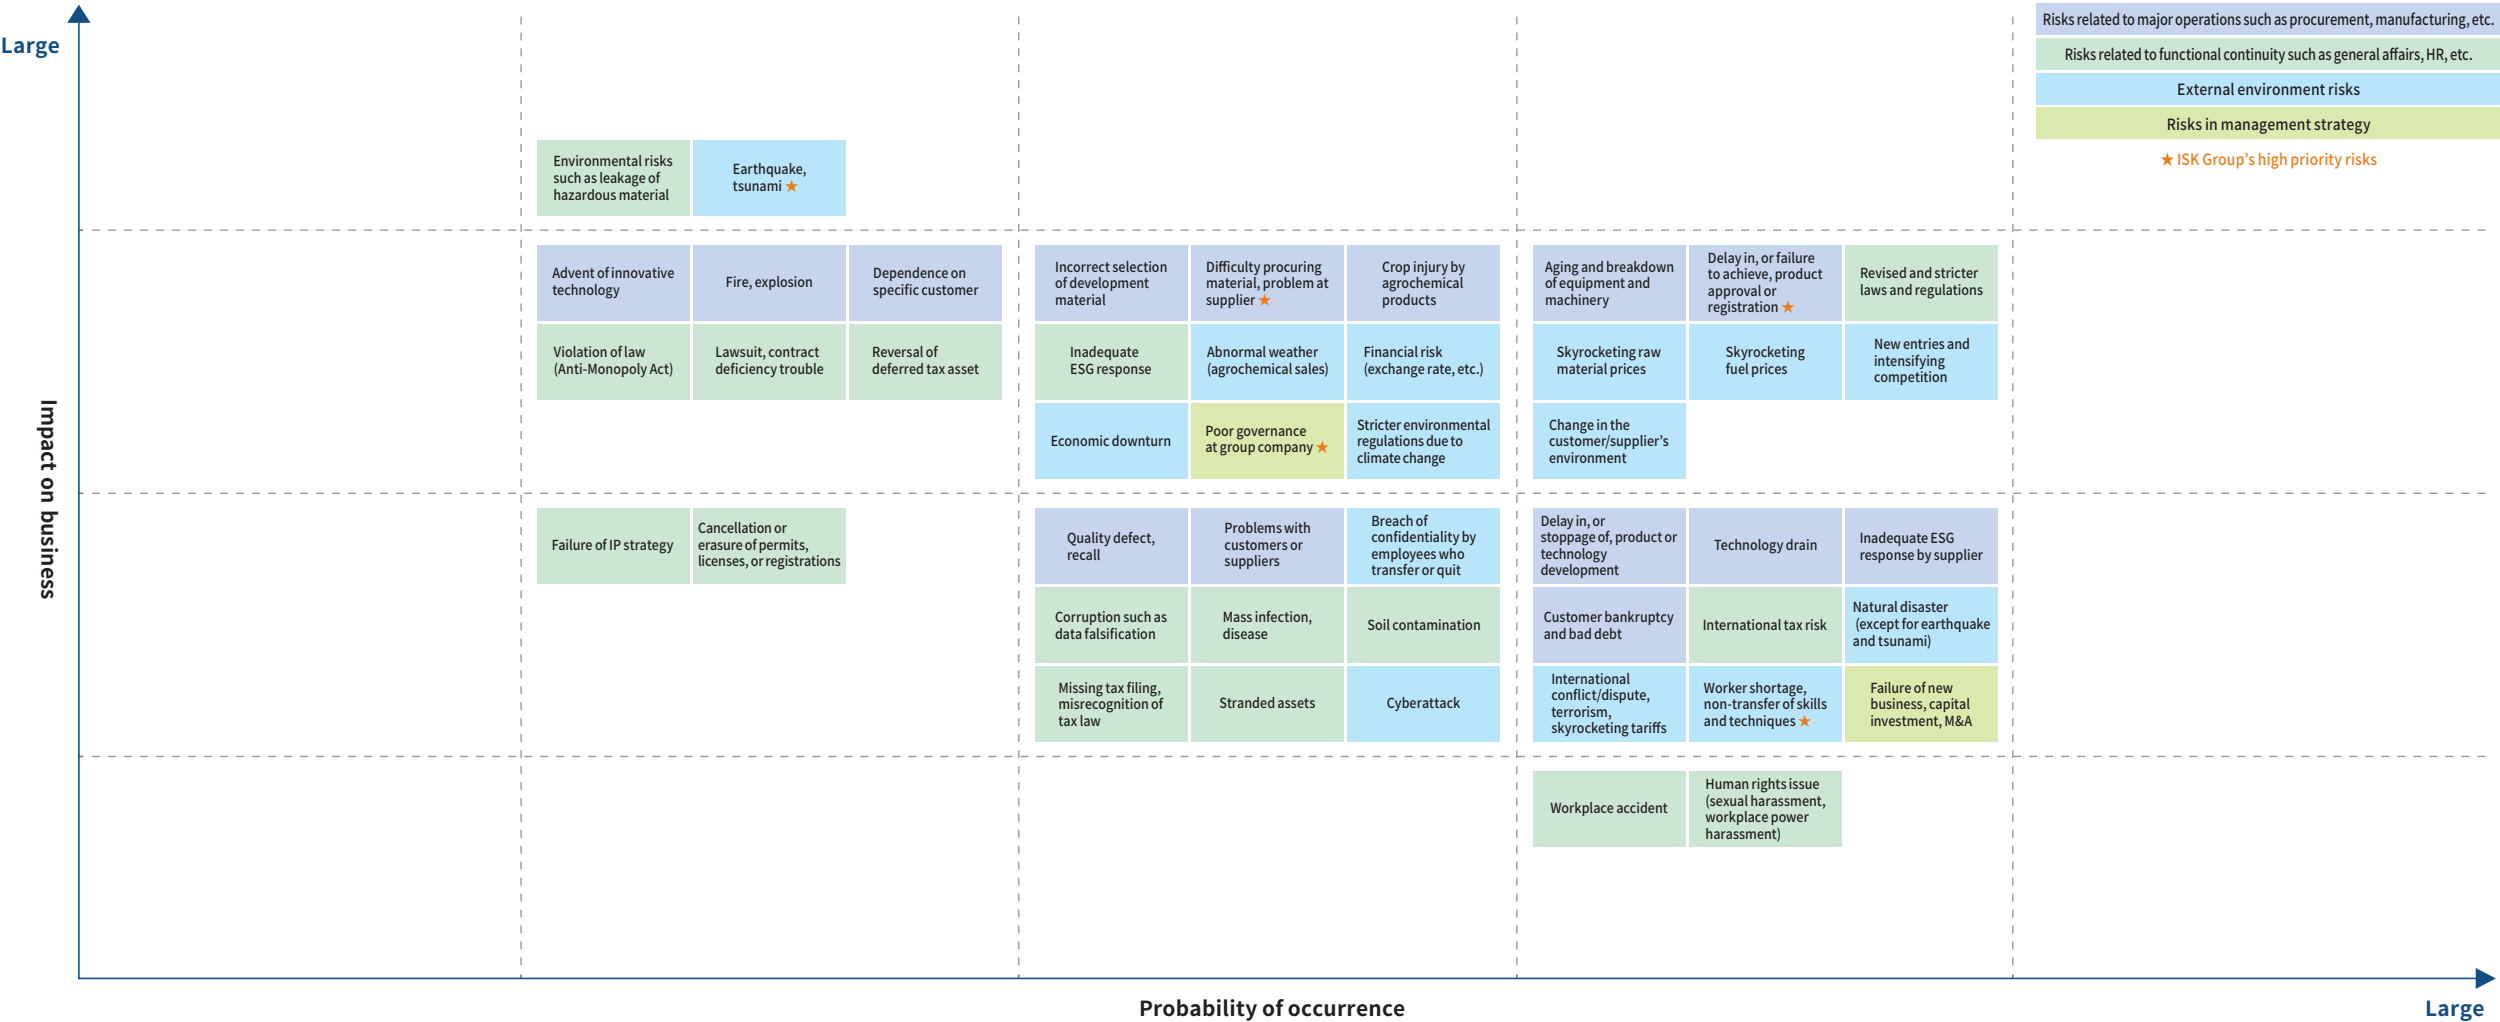 Large
Impact on business
Risks related to major operations such as procurement, manufacturing, etc.
Risks related to functional continuity such as general affairs, HR, etc.
External environment risks
Risks in management strategy
★ ISK Group's high priority risks
Environmental risks
such as leakage of
hazardous material
Earthquake,
tsunami ★
Advent of innovative
technology
Fire, explosion
Dependence on
specific customer
Incorrect selection
of development
material
Difficulty procuring
material, problem at
supplier ★
Crop injury by
agrochemical
products
Aging and breakdown
of equipment and
machinery
Delay in, or failure
to achieve, product
approval or
registration ★
Revised and stricter
laws and regulations
Violation of law
(Anti-Monopoly Act)
Lawsuit, contract
deficiency trouble
Reversal of
deferred tax asset
Inadequate
ESG response
Abnormal weather
(agrochemical sales)
Financial risk
(exchange rate, etc.)
Skyrocketing raw
material prices
Skyrocketing
fuel prices
New entries and
intensifying
competition
Economic downturn
Poor governance
at group company ★
Stricter environmental
regulations due to
climate change
Change in the
customer/supplier's
environment
Failure of IP strategy
Cancellation or
erasure of permits,
licenses, or registrations
Quality defect,
recall
Problems with
customers or
suppliers
Breach of
confidentiality by
employees who
transfer or quit
Delay in, or
stoppage of, product or
technology
development
Technology drain
Inadequate ESG
response by supplier
Corruption such as
data falsification
Mass infection,
disease
Soil contamination
Customer bankruptcy
and bad debt
International tax risk
Natural disaster
(except for earthquake
and tsunami)
Missing tax filing,
misrecognition of
tax law
Stranded assets
Cyberattack
International
conflict/dispute,
terrorism,
skyrocketing tariffs
Worker shortage,
non-transfer of skills
and techniques ★
Failure of new
business, capital
investment, M&A
Workplace accident
Human rights issue
(sexual harassment,
workplace power
harassment)
Probability of occurrence
Large